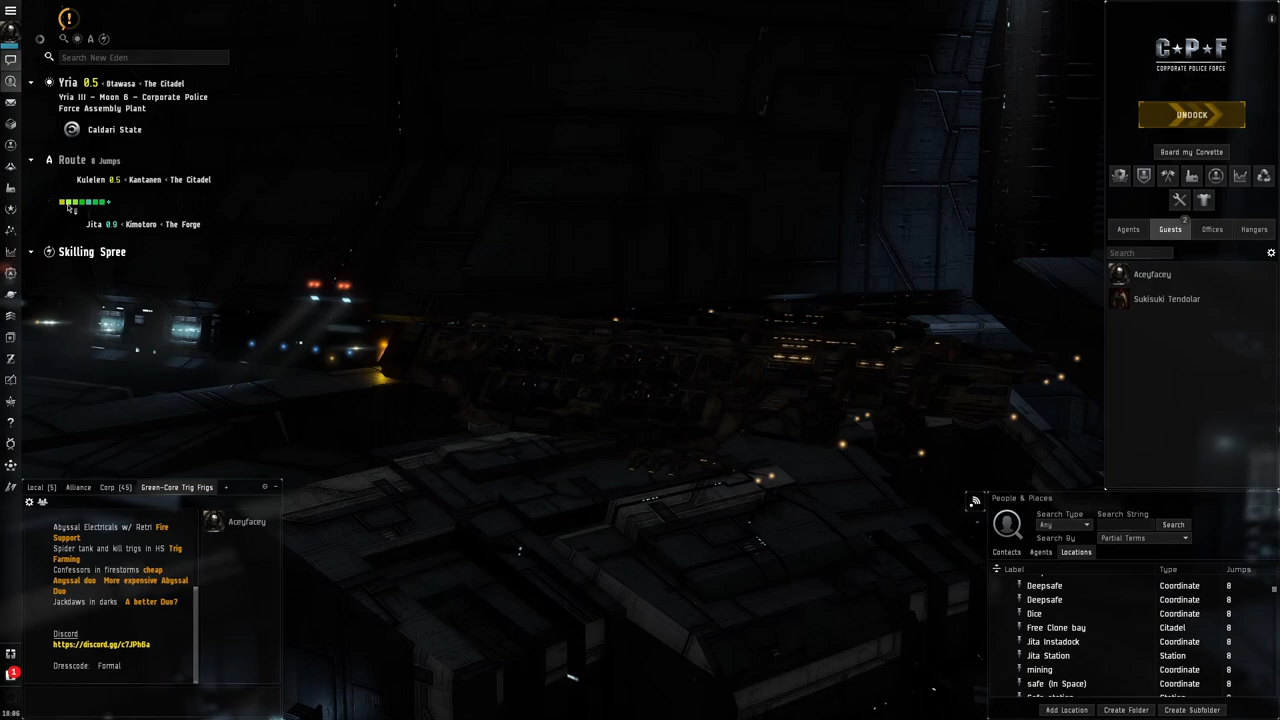 Search New Eden
Yria 0.5 ‹ Otawasa ‹ The Citadel
Yria III - Moon 6 - Corporate Police
Force Assembly Plant
Caldari State
Route 8 Jumps
Kulelen 0.5 ‹ Kantanen ‹ The Citadel
Jita 0.9 ‹ Kimotoro ‹ The Forge
Skilling Spree
C★P★F
CORPORATE POLICE FORCE
UNDOCK
Board my Corvette
2
Agents Guests Offices Hangars
Search
Aceyfacey
Sukisuki Tendolar
Local [5] Alliance Corp [45] Green-Core Trig Frigs +
Aceyfacey
Abyssal Electricals w/ Retri Fire
Support
Spider tank and kill trigs in HS Trig
Farming
Confessors in firestorms cheap
Anyssal duo More expensive Abyssal
Duo
Jackdaws in darks A better Duo?
Discord
https://discord.gg/c7JPh6a
Dresscode: Formal
1
18:06
People & Places
Search Type Search String
Any Search
Search By Partial Terms
Contacts Agents Locations
Label Type Jumps
Deepsafe Coordinate 8
Deepsafe Coordinate 8
Dice Coordinate 8
Free Clone bay Citadel 8
Jita Instadock Coordinate 8
Jita Station Station 8
mining Coordinate 8
safe (In Space) Coordinate 8
Add Location Create Folder Create Subfolder